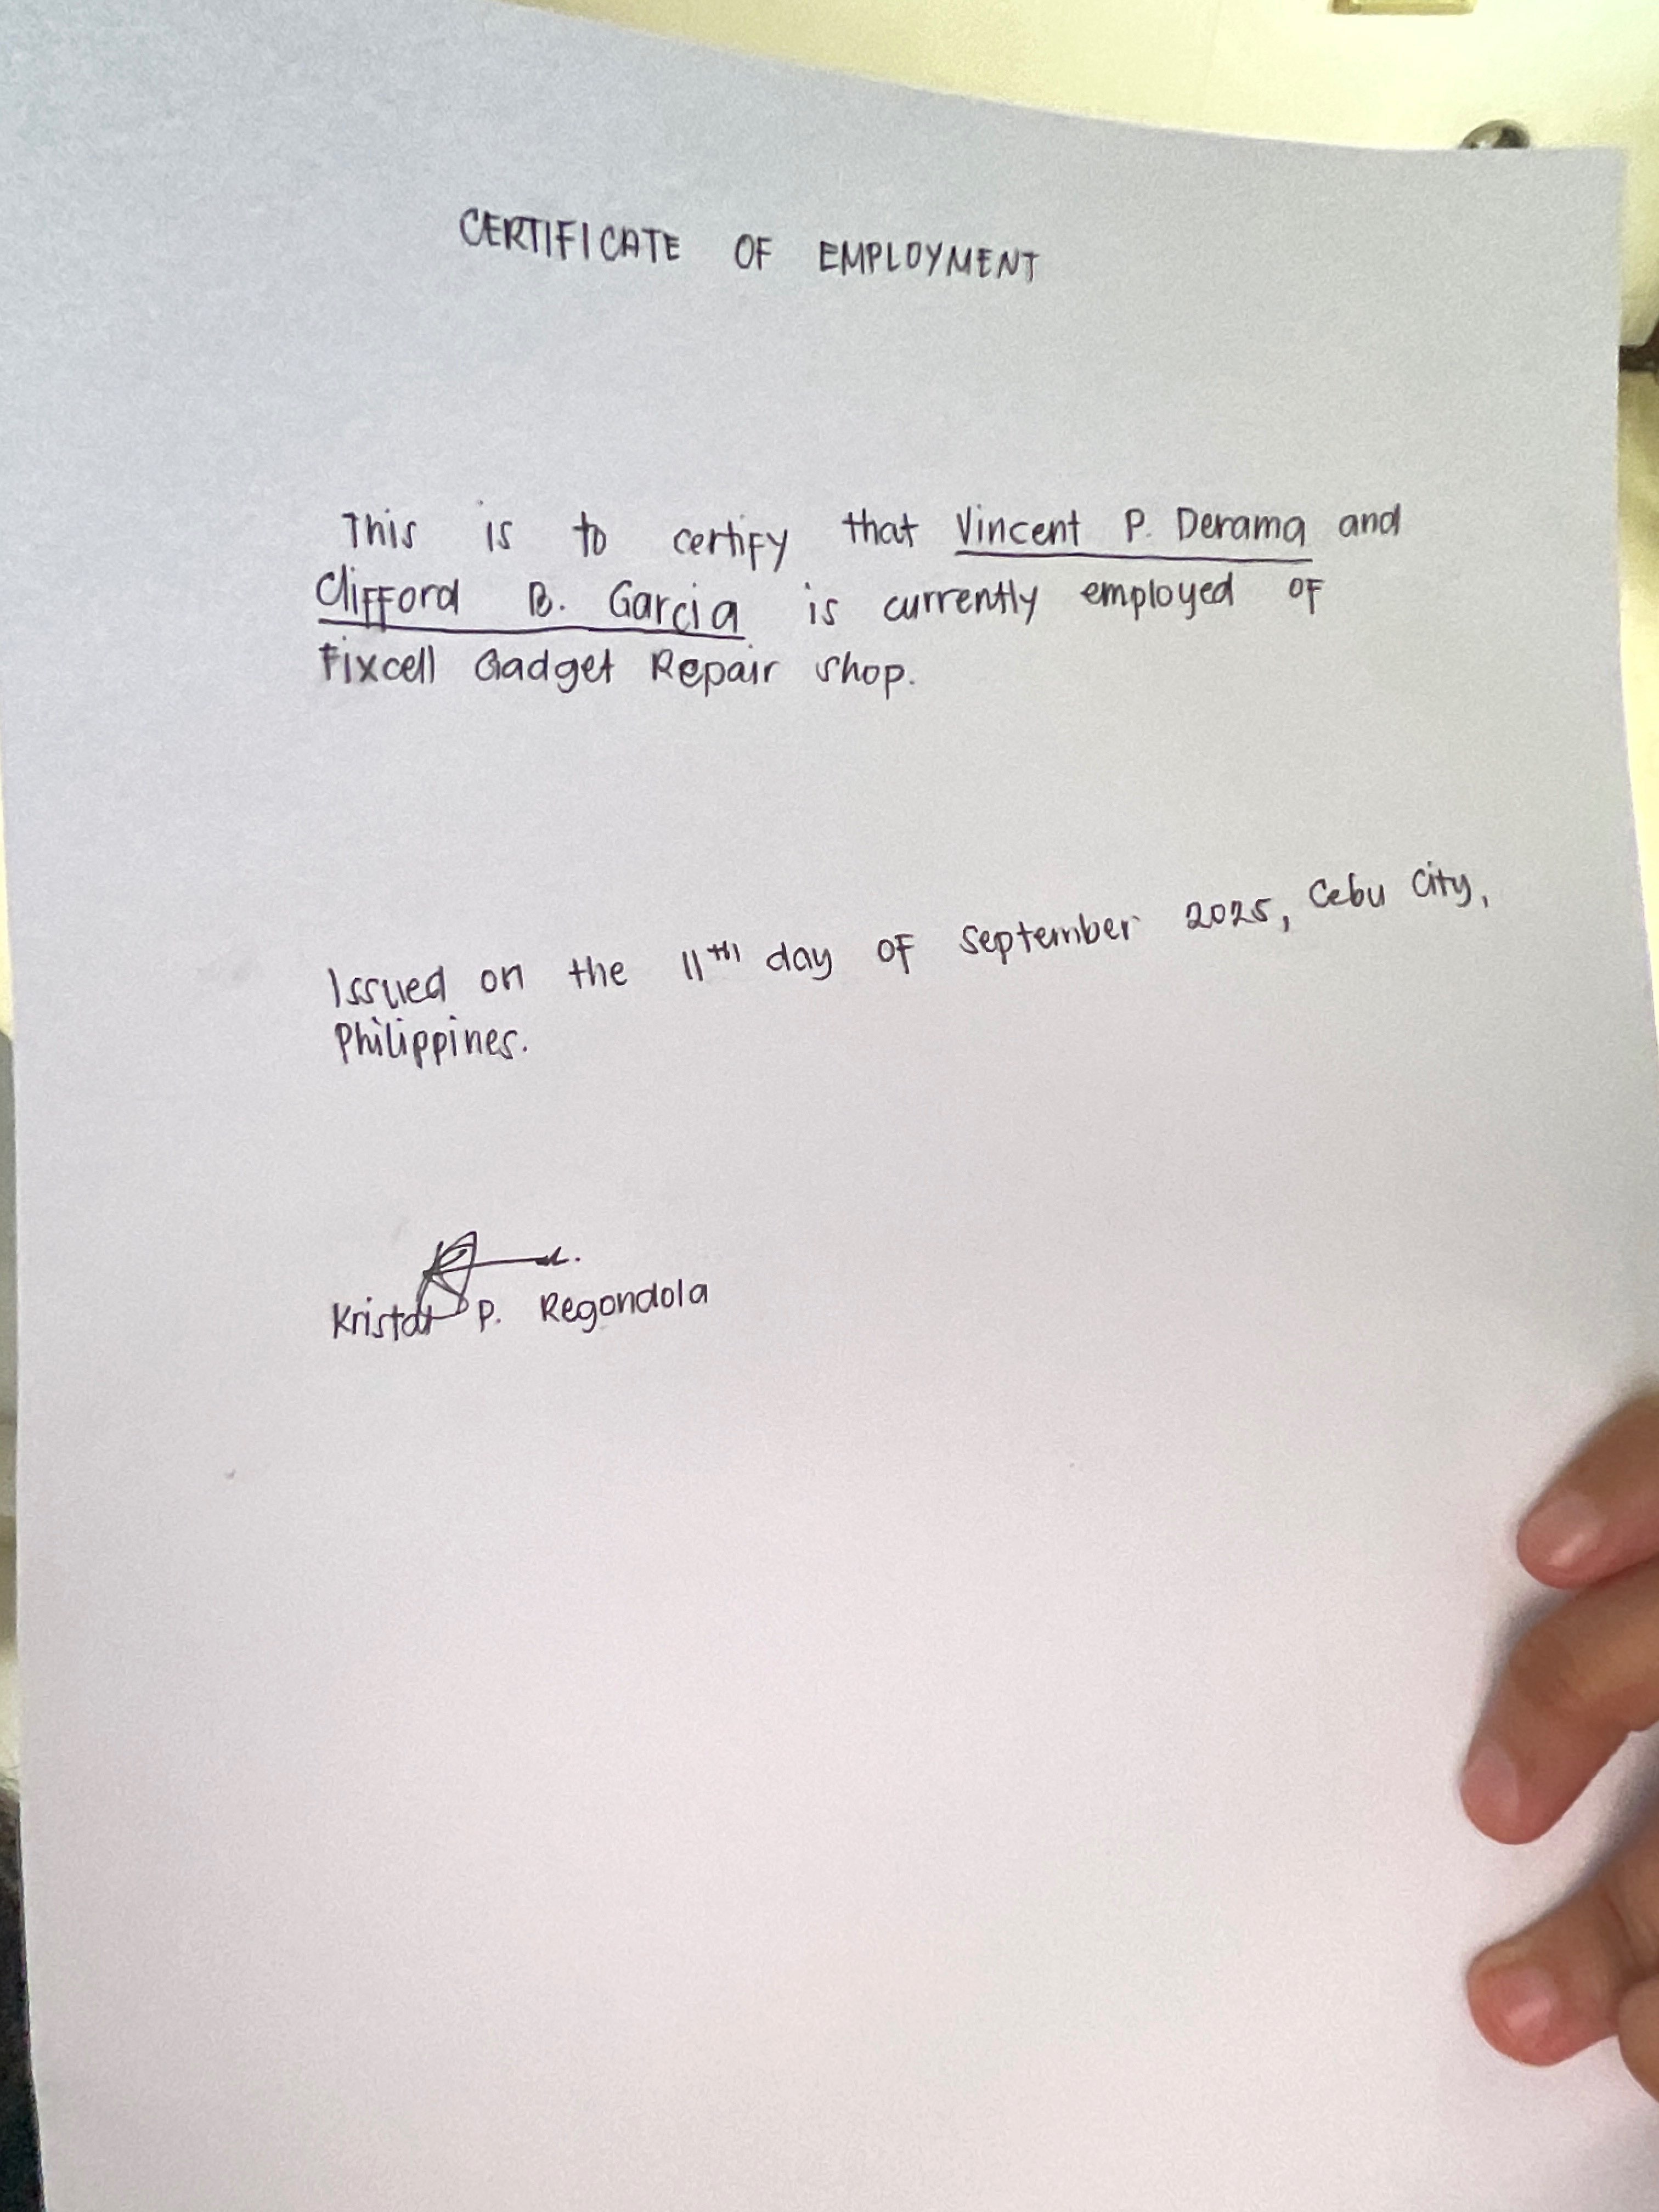 CERTIFICATE OF EMPLOYMENT
This is to certify that Vincent P. Derama and
Clifford B. Garcia is currently employed of
Fixcell Gadget Repair shop.
Issued on the 11th day of September 2025, Cebu City,
Philippines.
P. Regondola